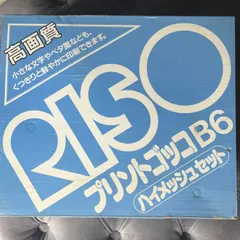 高画質
小さな文字やベタ面なども、
くっきりと鮮やかに印刷できます。
RISO
プリントゴッコB6
ハイメッシュセット